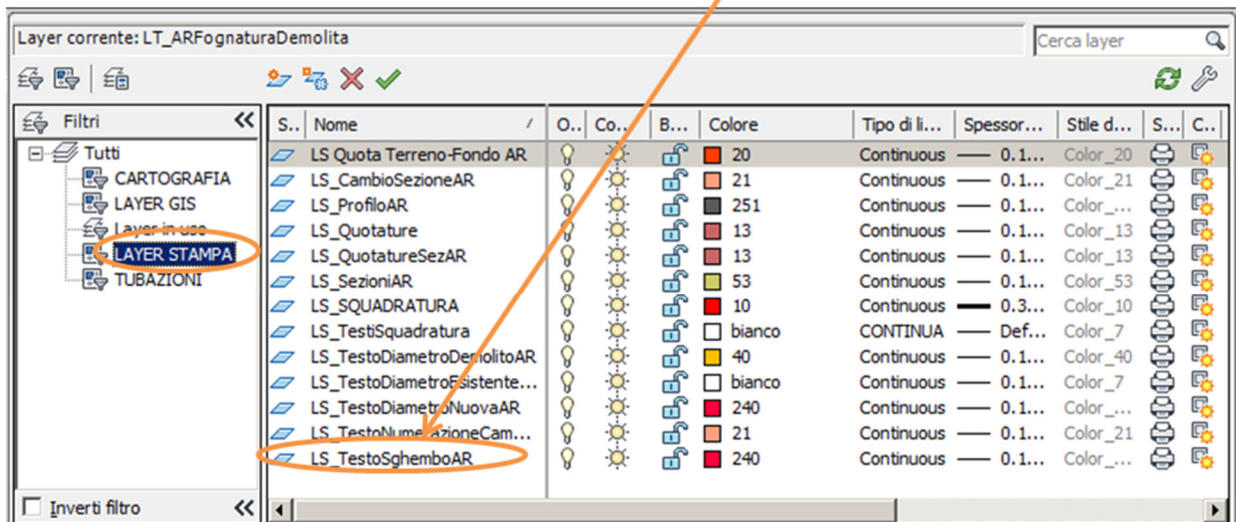 Layer corrente: LT_ARFognaturaDemolita
Cerca layer
Filtri
S.. Nome O.. Co... B... Colore Tipo di li... Spessor... Stile d... S... C..
Tutti
CARTOGRAFIA
LAYER GIS
Layer in uso
LAYER STAMPA
TUBAZIONI
LS Quota Terreno-Fondo AR 20 Continuous 0.1... Color_20
LS_CambioSezioneAR 21 Continuous 0.1... Color_21
LS_ProfiloAR 251 Continuous 0.1... Color_...
LS_Quotature 13 Continuous 0.1... Color_13
LS_QuotatureSezAR 13 Continuous 0.1... Color_13
LS_SezioniAR 53 Continuous 0.1... Color_53
LS_SQUADRATURA 10 Continuous 0.3... Color_10
LS_TestiSquadratura bianco CONTINUA Def... Color_7
LS_TestoDiametroDemolitoAR 40 Continuous 0.1... Color_40
LS_TestoDiametroEsistente... bianco Continuous 0.1... Color_7
LS_TestoDiametroNuovaAR 240 Continuous 0.1... Color_...
LS_TestoNumerazioneCam... 21 Continuous 0.1... Color_21
LS_TestoSghemboAR 240 Continuous 0.1... Color_...
Inverti filtro